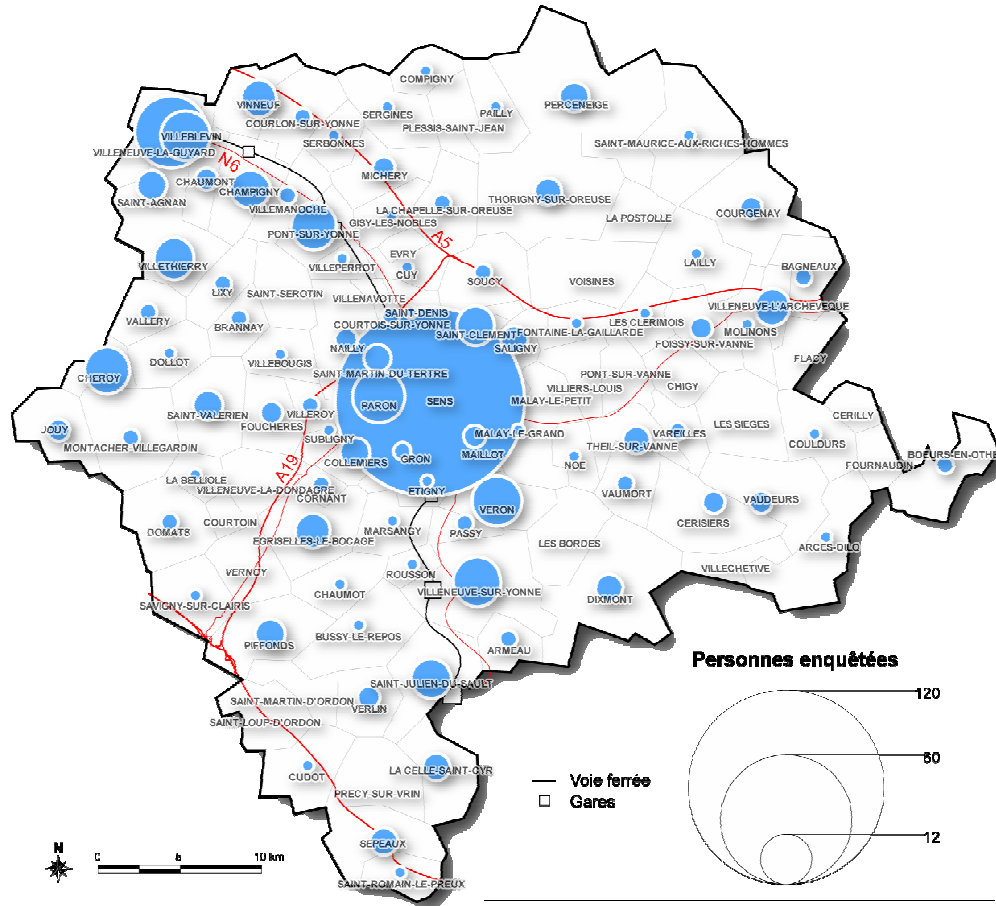 COMPIGNY
VINNEUF
SERGINES
PAILLY
PERCENEIGE
COURLON-SUR-YONNE
PLESSIS-SAINT-JEAN
VILLEBLEVIN
SERBONNES
SAINT-MAURICE-AUX-RICHES-HOMMES
VILLENEUVE-LA-GUYARD
N6
MICHERY
CHAUMONT
CHAMPIGNY
SAINT-AGNAN
VILLEMANOCHE
THORIGNY-SUR-OREUSE
LA CHAPELLE-SUR-OREUSE
COURGENAY
GISY-LES-NOBLES
LA POSTOLLE
PONT-SUR-YONNE
A5
EVRY
VILLETHIERRY
VILLEPERROT
CUY
LAILLY
BAGNEAUX
SOUCY
VOISINES
LIXY
SAINT-SEROTIN
VILLENAVOTTE
VILLENEUVE-L'ARCHEVEQUE
VALLERY
BRANNAY
SAINT-DENIS
COURTOIS-SUR-YONNE
SAINT-CLEMENT
FONTAINE-LA-GAILLARDE
LES CLERIMOIS
MOLINONS
NAILLY
SALIGNY
FOISSY-SUR-VANNE
DOLLOT
VILLEBOUGIS
FLACY
CHEROY
SAINT-MARTIN-DU-TERTRE
PONT-SUR-VANNE
VILLIERS-LOUIS
CHIGY
PARON
SENS
MALAY-LE-PETIT
SAINT-VALERIEN
VILLEROY
FOUCHERES
CERILLY
LES SIEGES
JOUY
SUBLIGNY
MALAY-LE-GRAND
VAREILLES
COULOURS
MONTACHER-VILLEGARDIN
THEIL-SUR-VANNE
MAILLOT
BOEURS-EN-OTHE
COLLEMIERS
GRON
NOE
FOURNAUDIN
A19
LA BELLIOLE
VILLENEUVE-LA-DONDAGRE
CORNANT
ETIGNY
VAUMORT
VAUDEURS
VERON
CERISIERS
DOMATS
COURTOIN
MARSANGY
PASSY
EGRISELLES-LE-BOCAGE
LES BORDES
ARCES-DILO
VERNOY
ROUSSON
VILLECHETIVE
CHAUMOT
VILLENEUVE-SUR-YONNE
DIXMONT
SAVIGNY-SUR-CLAIRIS
PIFFONDS
BUSSY-LE-REPOS
ARMEAU
SAINT-JULIEN-DU-SAULT
SAINT-MARTIN-D'ORDON
VERLIN
SAINT-LOUP-D'ORDON
CUDOT
LA CELLE-SAINT-CYR
PRECY SUR VRIN
SEPEAUX
SAINT-ROMAIN-LE-PREUX
Personnes enquêtées
120
60
12
Voie ferrée
Gares
N
0 5 10 km